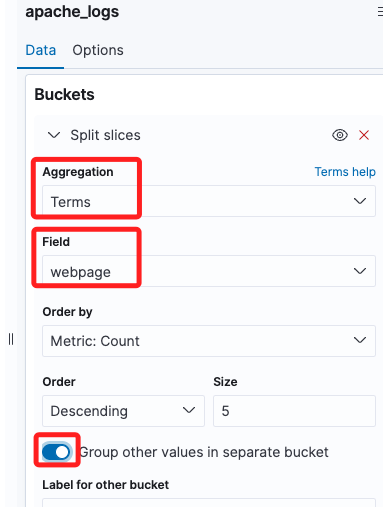 apache_logs
Data Options
Buckets
Split slices
Aggregation Terms help
Terms
Field
webpage
Order by
Metric: Count
Order Size
Descending 5
Group other values in separate bucket
Label for other bucket